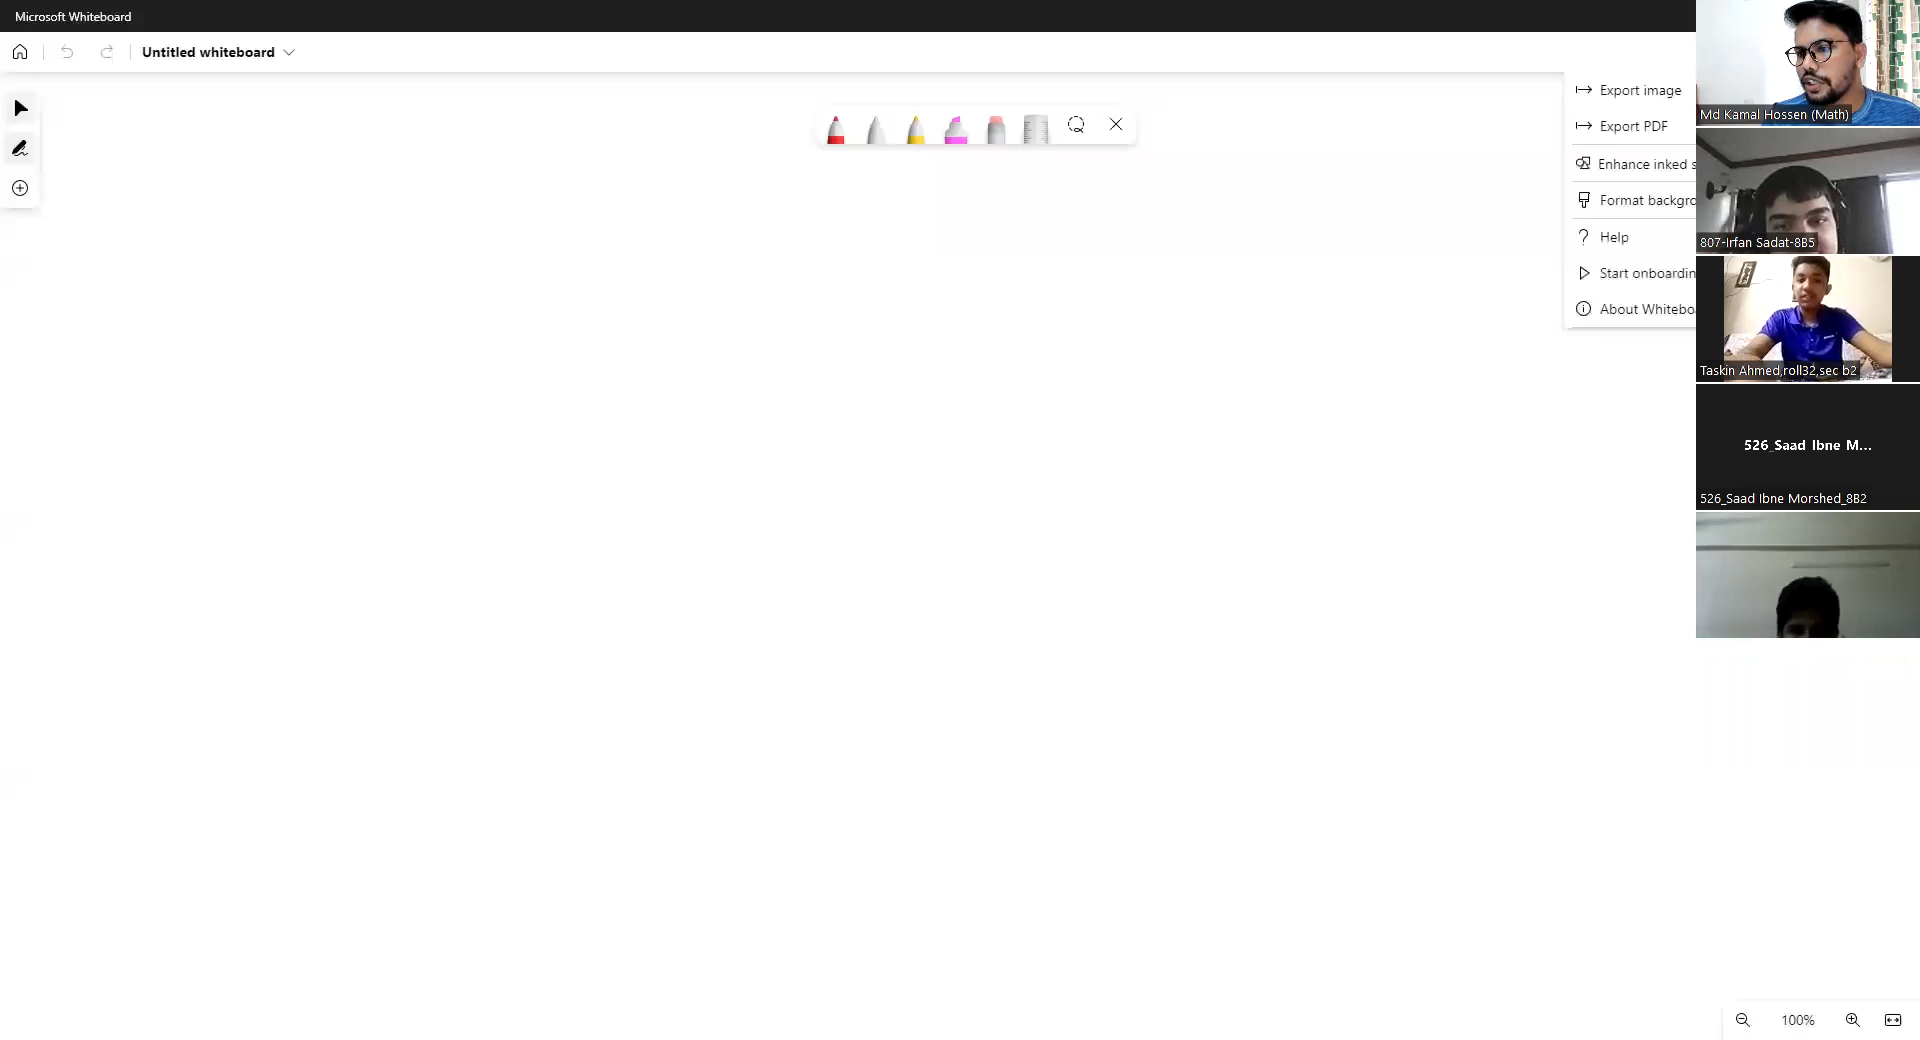 Microsoft Whiteboard
Untitled whiteboard
Export image
Export PDF
Enhance inked s
Format backgro
Help
Start onboardin
About Whitebo
Md Kamal Hossen (Math)
807-Irfan Sadat-8B5
Taskin Ahmed,roll32,sec b2
526_Saad Ibne M...
526_Saad Ibne Morshed_8B2
100%